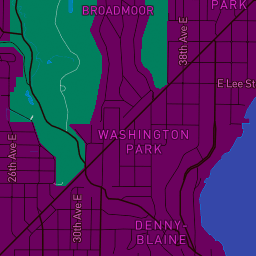 BROADMOOR
PARK
38th Ave E
E Lee St
WASHINGTON
PARK
26th Ave E
30th Ave E
DENNY-
BLAINE